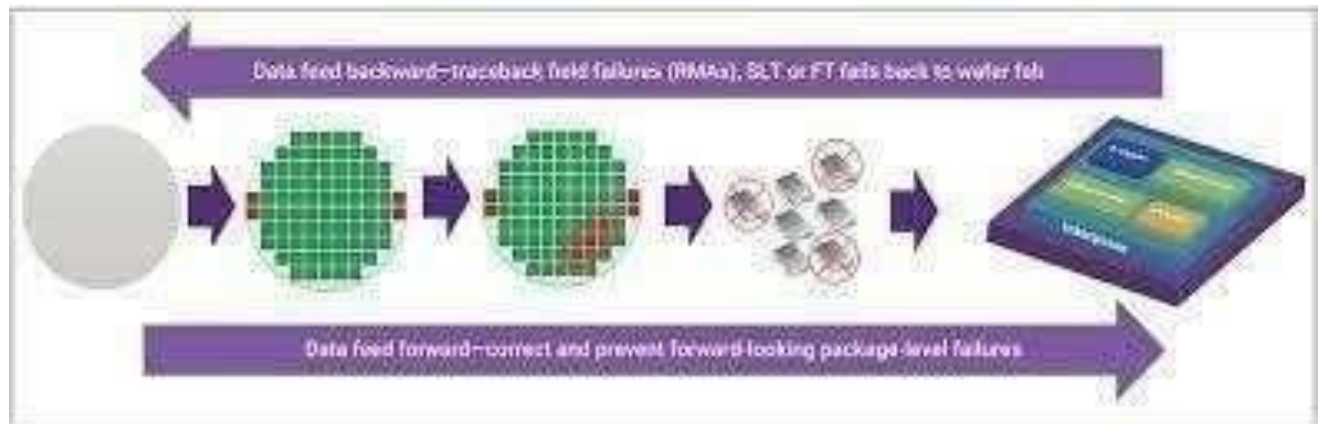 Data feed backward—traceback field failures (RMAs), SLT or FT fails back to wafer fab
Interposer
Data feed forward—correct and prevent forward-looking package-level failures